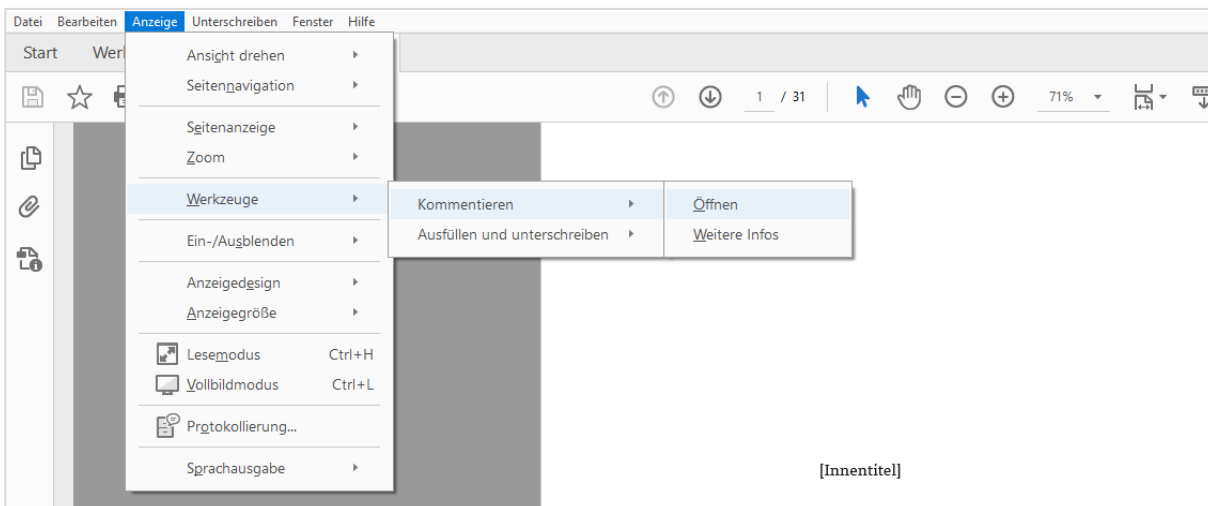 Datei Bearbeiten Anzeige Unterschreiben Fenster Hilfe
Start
1 / 31 71%
Ansicht drehen
Seitennavigation
Seitenanzeige
Zoom
Werkzeuge
Kommentieren
Öffnen
Ausfüllen und unterschreiben
Weitere Infos
Ein-/Ausblenden
Anzeigedesign
Anzeigegröße
Lesemodus Ctrl+H
Vollbildmodus Ctrl+L
Protokollierung...
Sprachausgabe
[Innentitel]